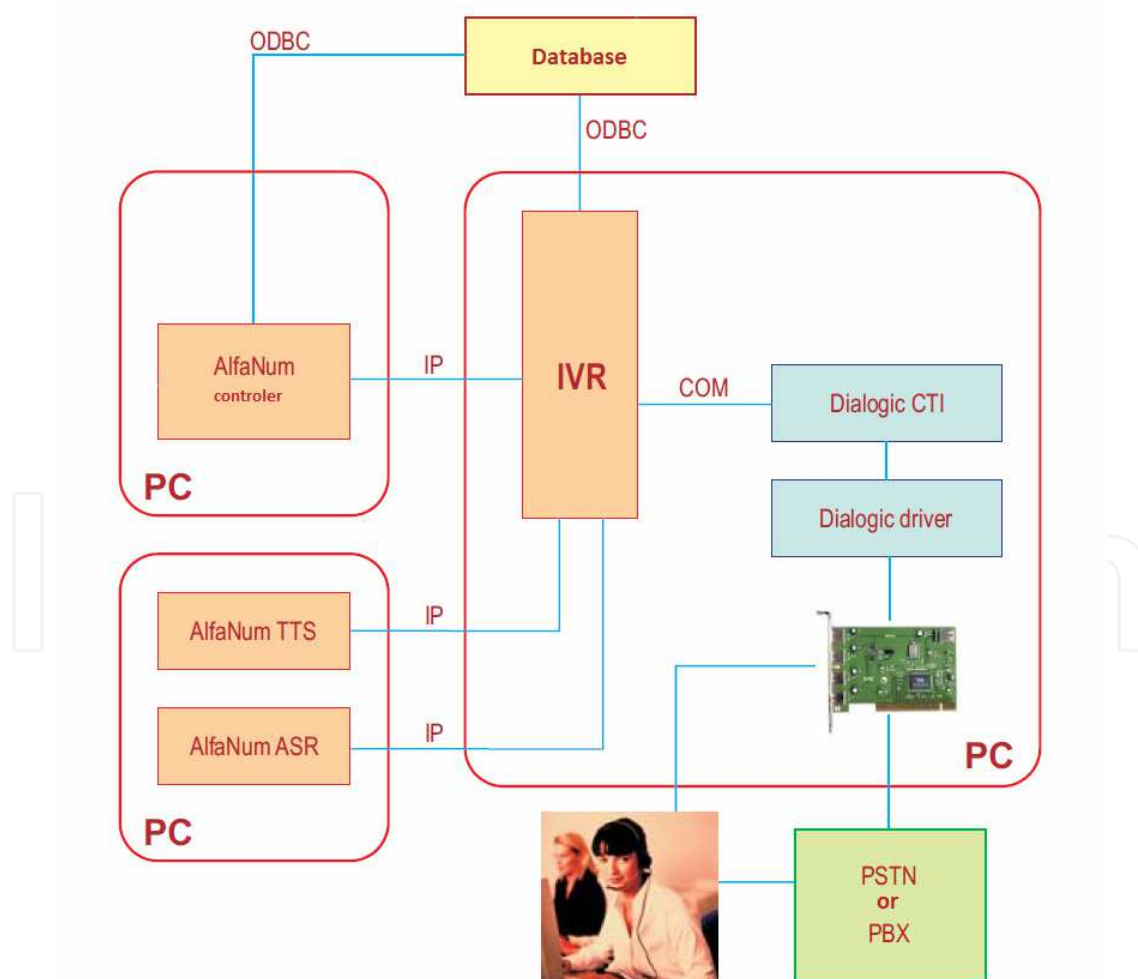 ODBC
Database
ODBC
AlfaNum
controler
IP
IVR
COM
Dialogic CTI
Dialogic driver
PC
AlfaNum TTS
IP
AlfaNum ASR
IP
PC
PC
PSTN
or
PBX